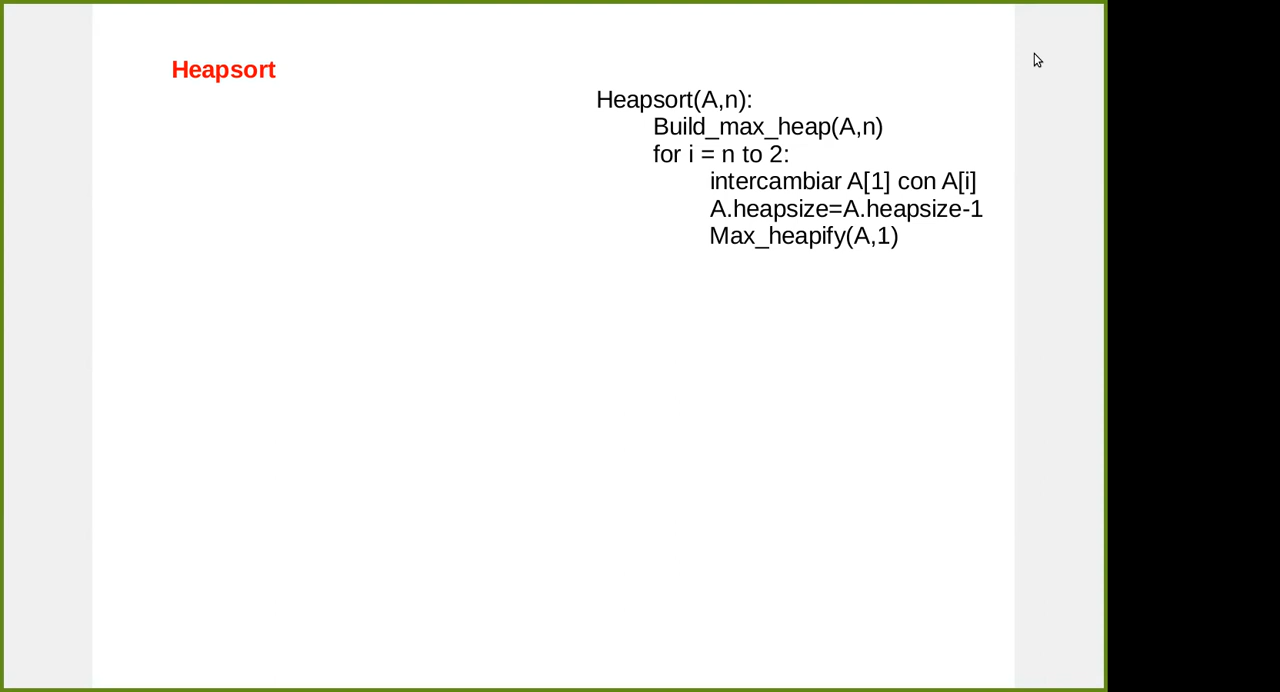 Heapsort
Heapsort(A,n):
Build_max_heap(A,n)
for i = n to 2:
intercambiar A[1] con A[i]
A.heapsize=A.heapsize-1
Max_heapify(A,1)